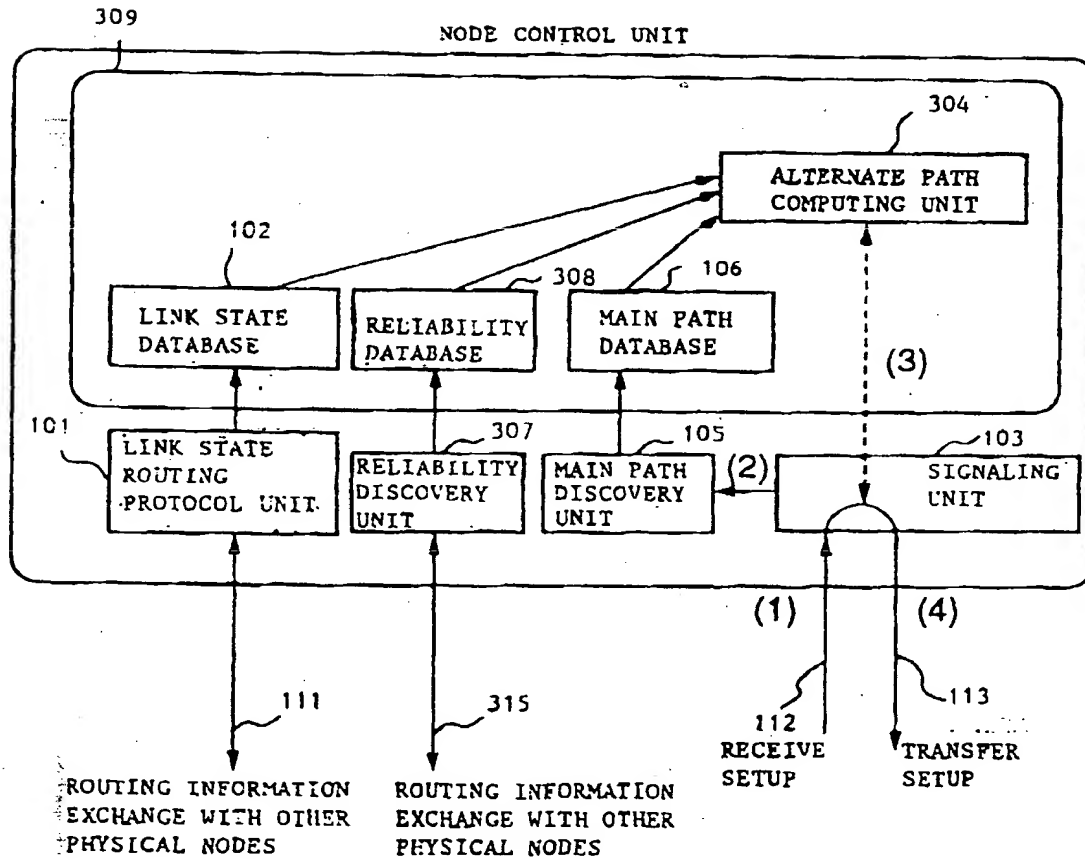 309
NODE CONTROL UNIT
304
ALTERNATE PATH
COMPUTING UNIT
102
308
106
LINK STATE
DATABASE
RELIABILITY
DATABASE
MAIN PATH
DATABASE
(3)
101
307
105
103
LINK STATE
ROUTING
PROTOCOL UNIT
RELIABILITY
DISCOVERY
UNIT
MAIN PATH
DISCOVERY
UNIT
(2)
SIGNALING
UNIT
(1)
(4)
111
315
112
113
RECEIVE
SETUP
TRANSFER
SETUP
ROUTING INFORMATION
EXCHANGE WITH OTHER
PHYSICAL NODES
ROUTING INFORMATION
EXCHANGE WITH OTHER
PHYSICAL NODES